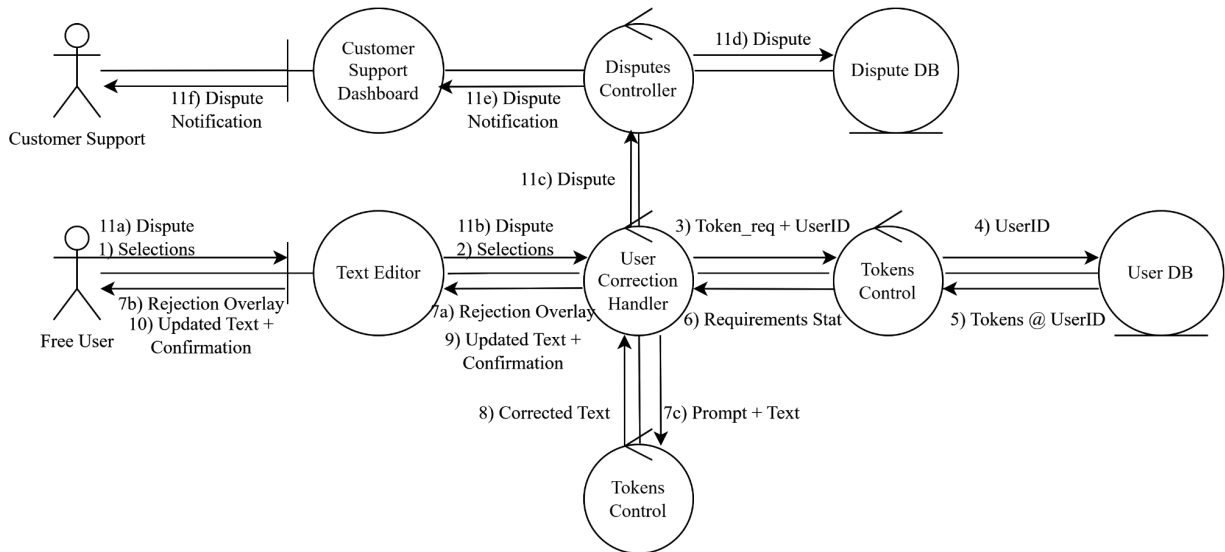 Customer
Support
Dashboard
Disputes
Controller
11d) Dispute
Dispute DB
11f) Dispute
Notification
11e) Dispute
Notification
Customer Support
11c) Dispute
11a) Dispute
1) Selections
Text Editor
11b) Dispute
2) Selections
User
Correction
Handler
3) Token_req + UserID
Tokens
Control
4) UserID
User DB
7b) Rejection Overlay
10) Updated Text +
Confirmation
Free User
7a) Rejection Overlay
9) Updated Text +
Confirmation
6) Requirements Stat
5) Tokens @ UserID
8) Corrected Text
7c) Prompt + Text
Tokens
Control